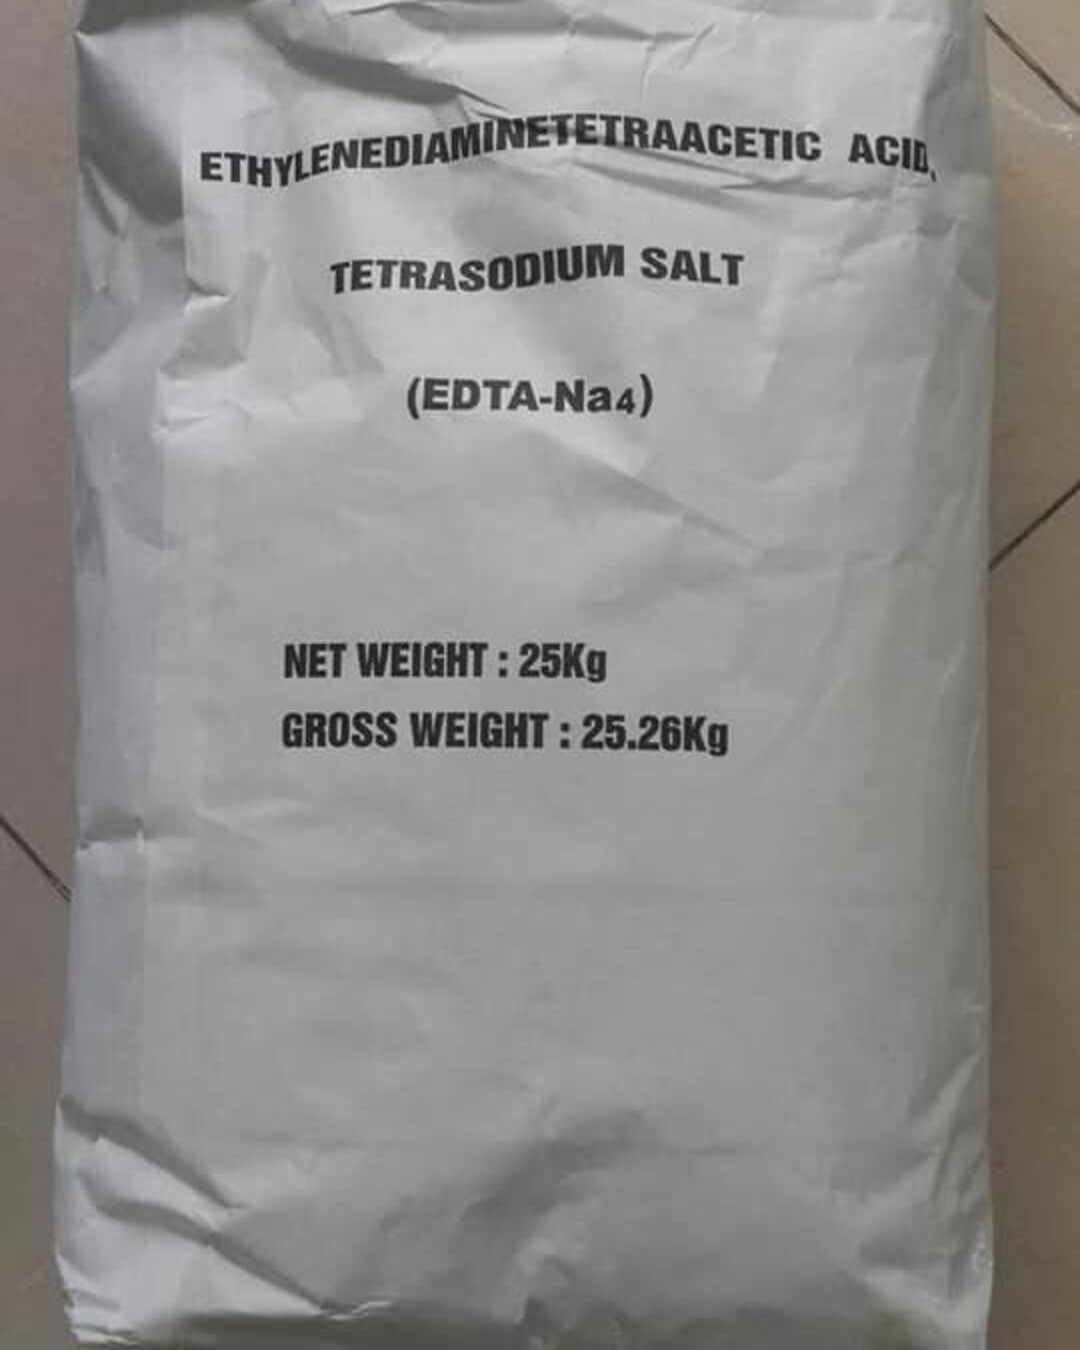 ETHYLENEDIAMINETETRAACETIC ACID,
TETRASODIUM SALT
(EDTA-Na4)
NET WEIGHT : 25Kg
GROSS WEIGHT : 25.26Kg